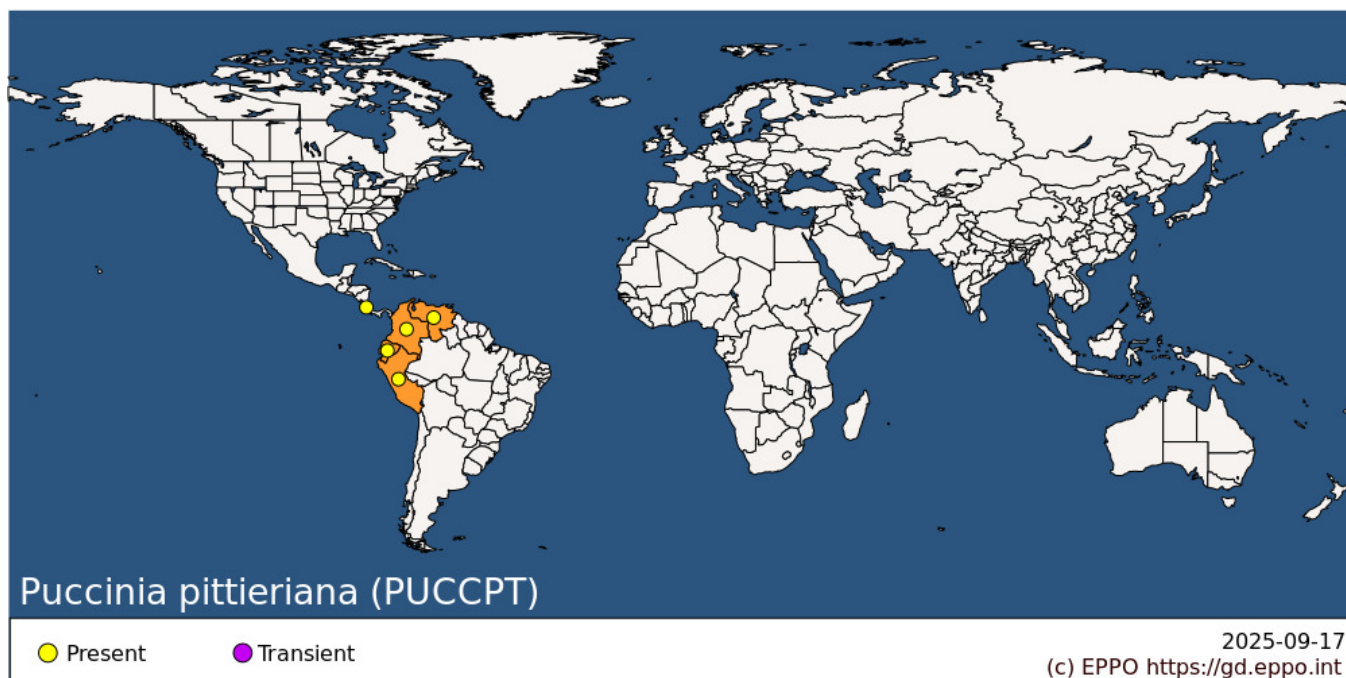 Puccinia pittieriana (PUCCPT)
Present
Transient
2025-09-17
(c) EPPO https://gd.eppo.int